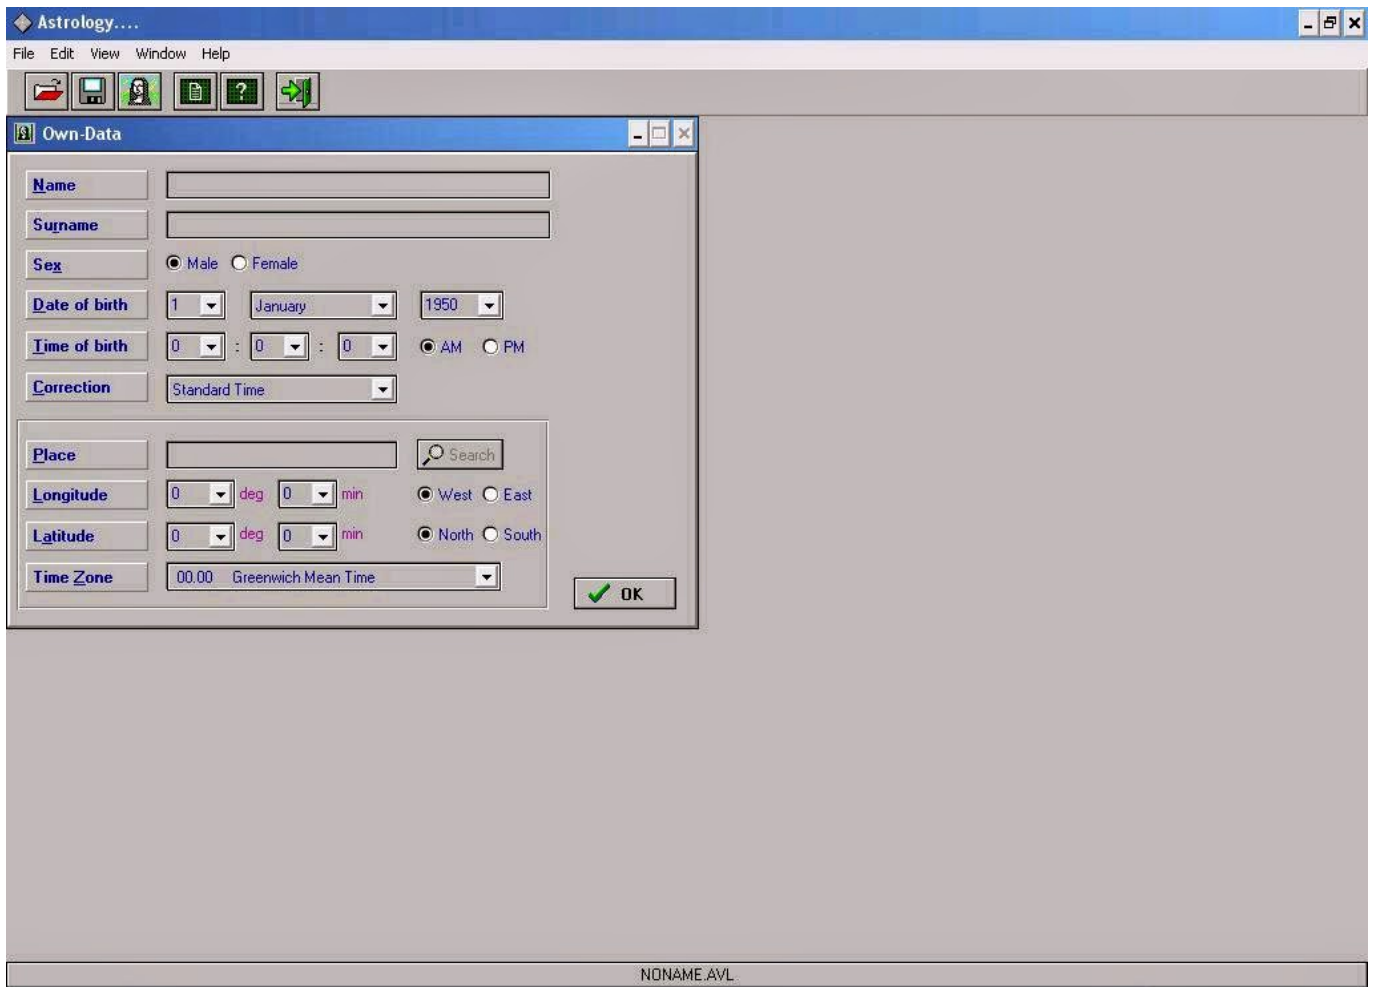 Astrology....
File Edit View Window Help
?
Own-Data
Name
Surname
Sex Male Female
Date of birth 1 January 1950
Time of birth 0 : 0 : 0 AM PM
Correction Standard Time
Place Search
Longitude 0 deg 0 min West East
Latitude 0 deg 0 min North South
Time Zone 00.00 Greenwich Mean Time
OK
NONAME.AVL